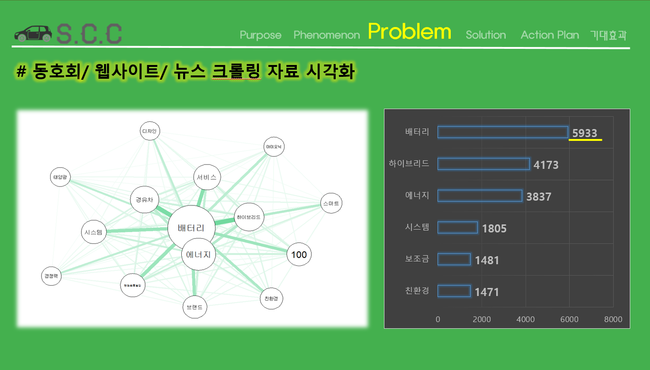 S.C.C
Purpose Phenomenon Problem Solution Action Plan 기대효과
# 동호회/ 웹사이트/ 뉴스 크롤링 자료 시각화
디자인
아이오닉
태양광
서비스
경유차
스마트
하이브리드
배터리
시스템
에너지
100
경쟁력
친환경
브랜드
배터리 5933
하이브리드 4173
에너지 3837
시스템 1805
보조금 1481
친환경 1471
0 2000 4000 6000 8000